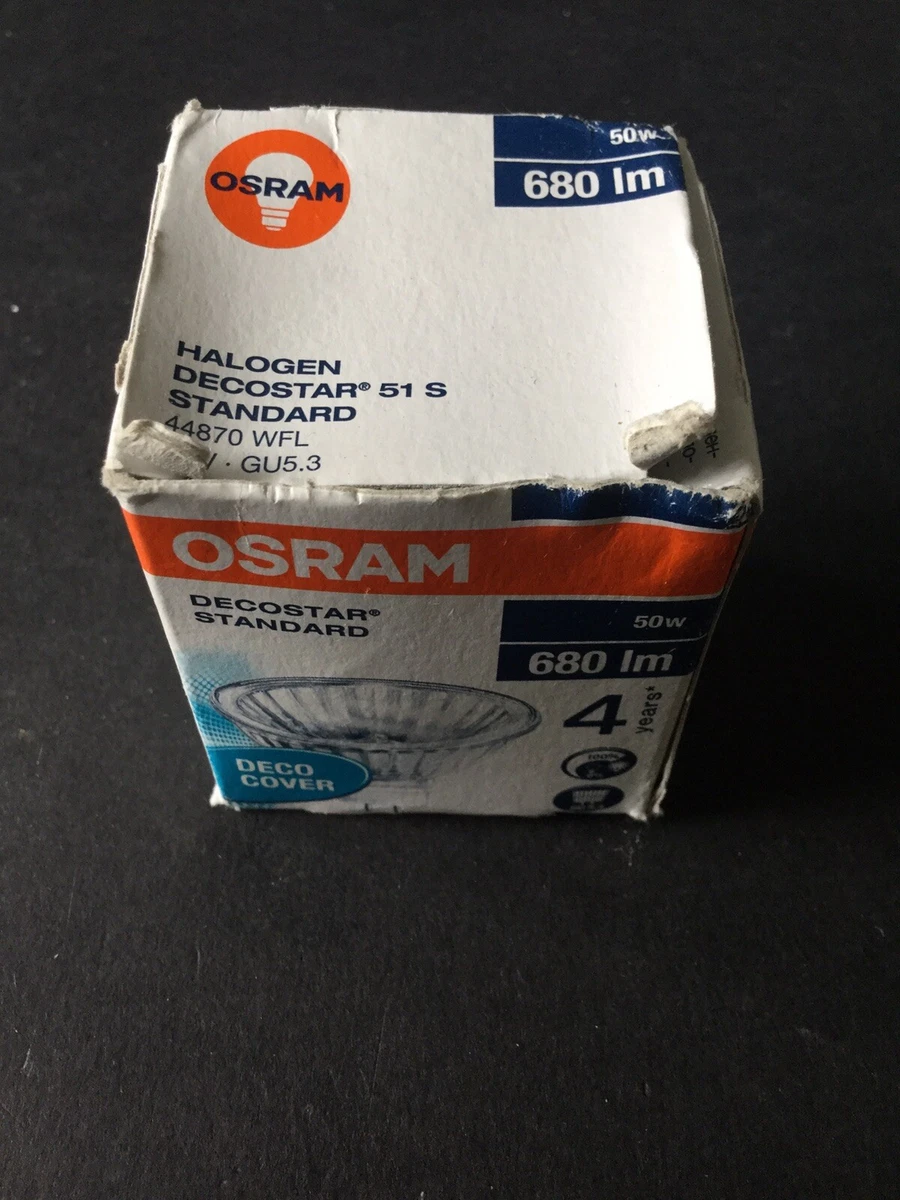 OSRAM
50w
680 lm
HALOGEN
DECOSTAR® 51 S
STANDARD
44870 WFL
V · GU5.3
OSRAM
DECOSTAR®
STANDARD
50w
680 lm
4 years*
100%
DECO
COVER